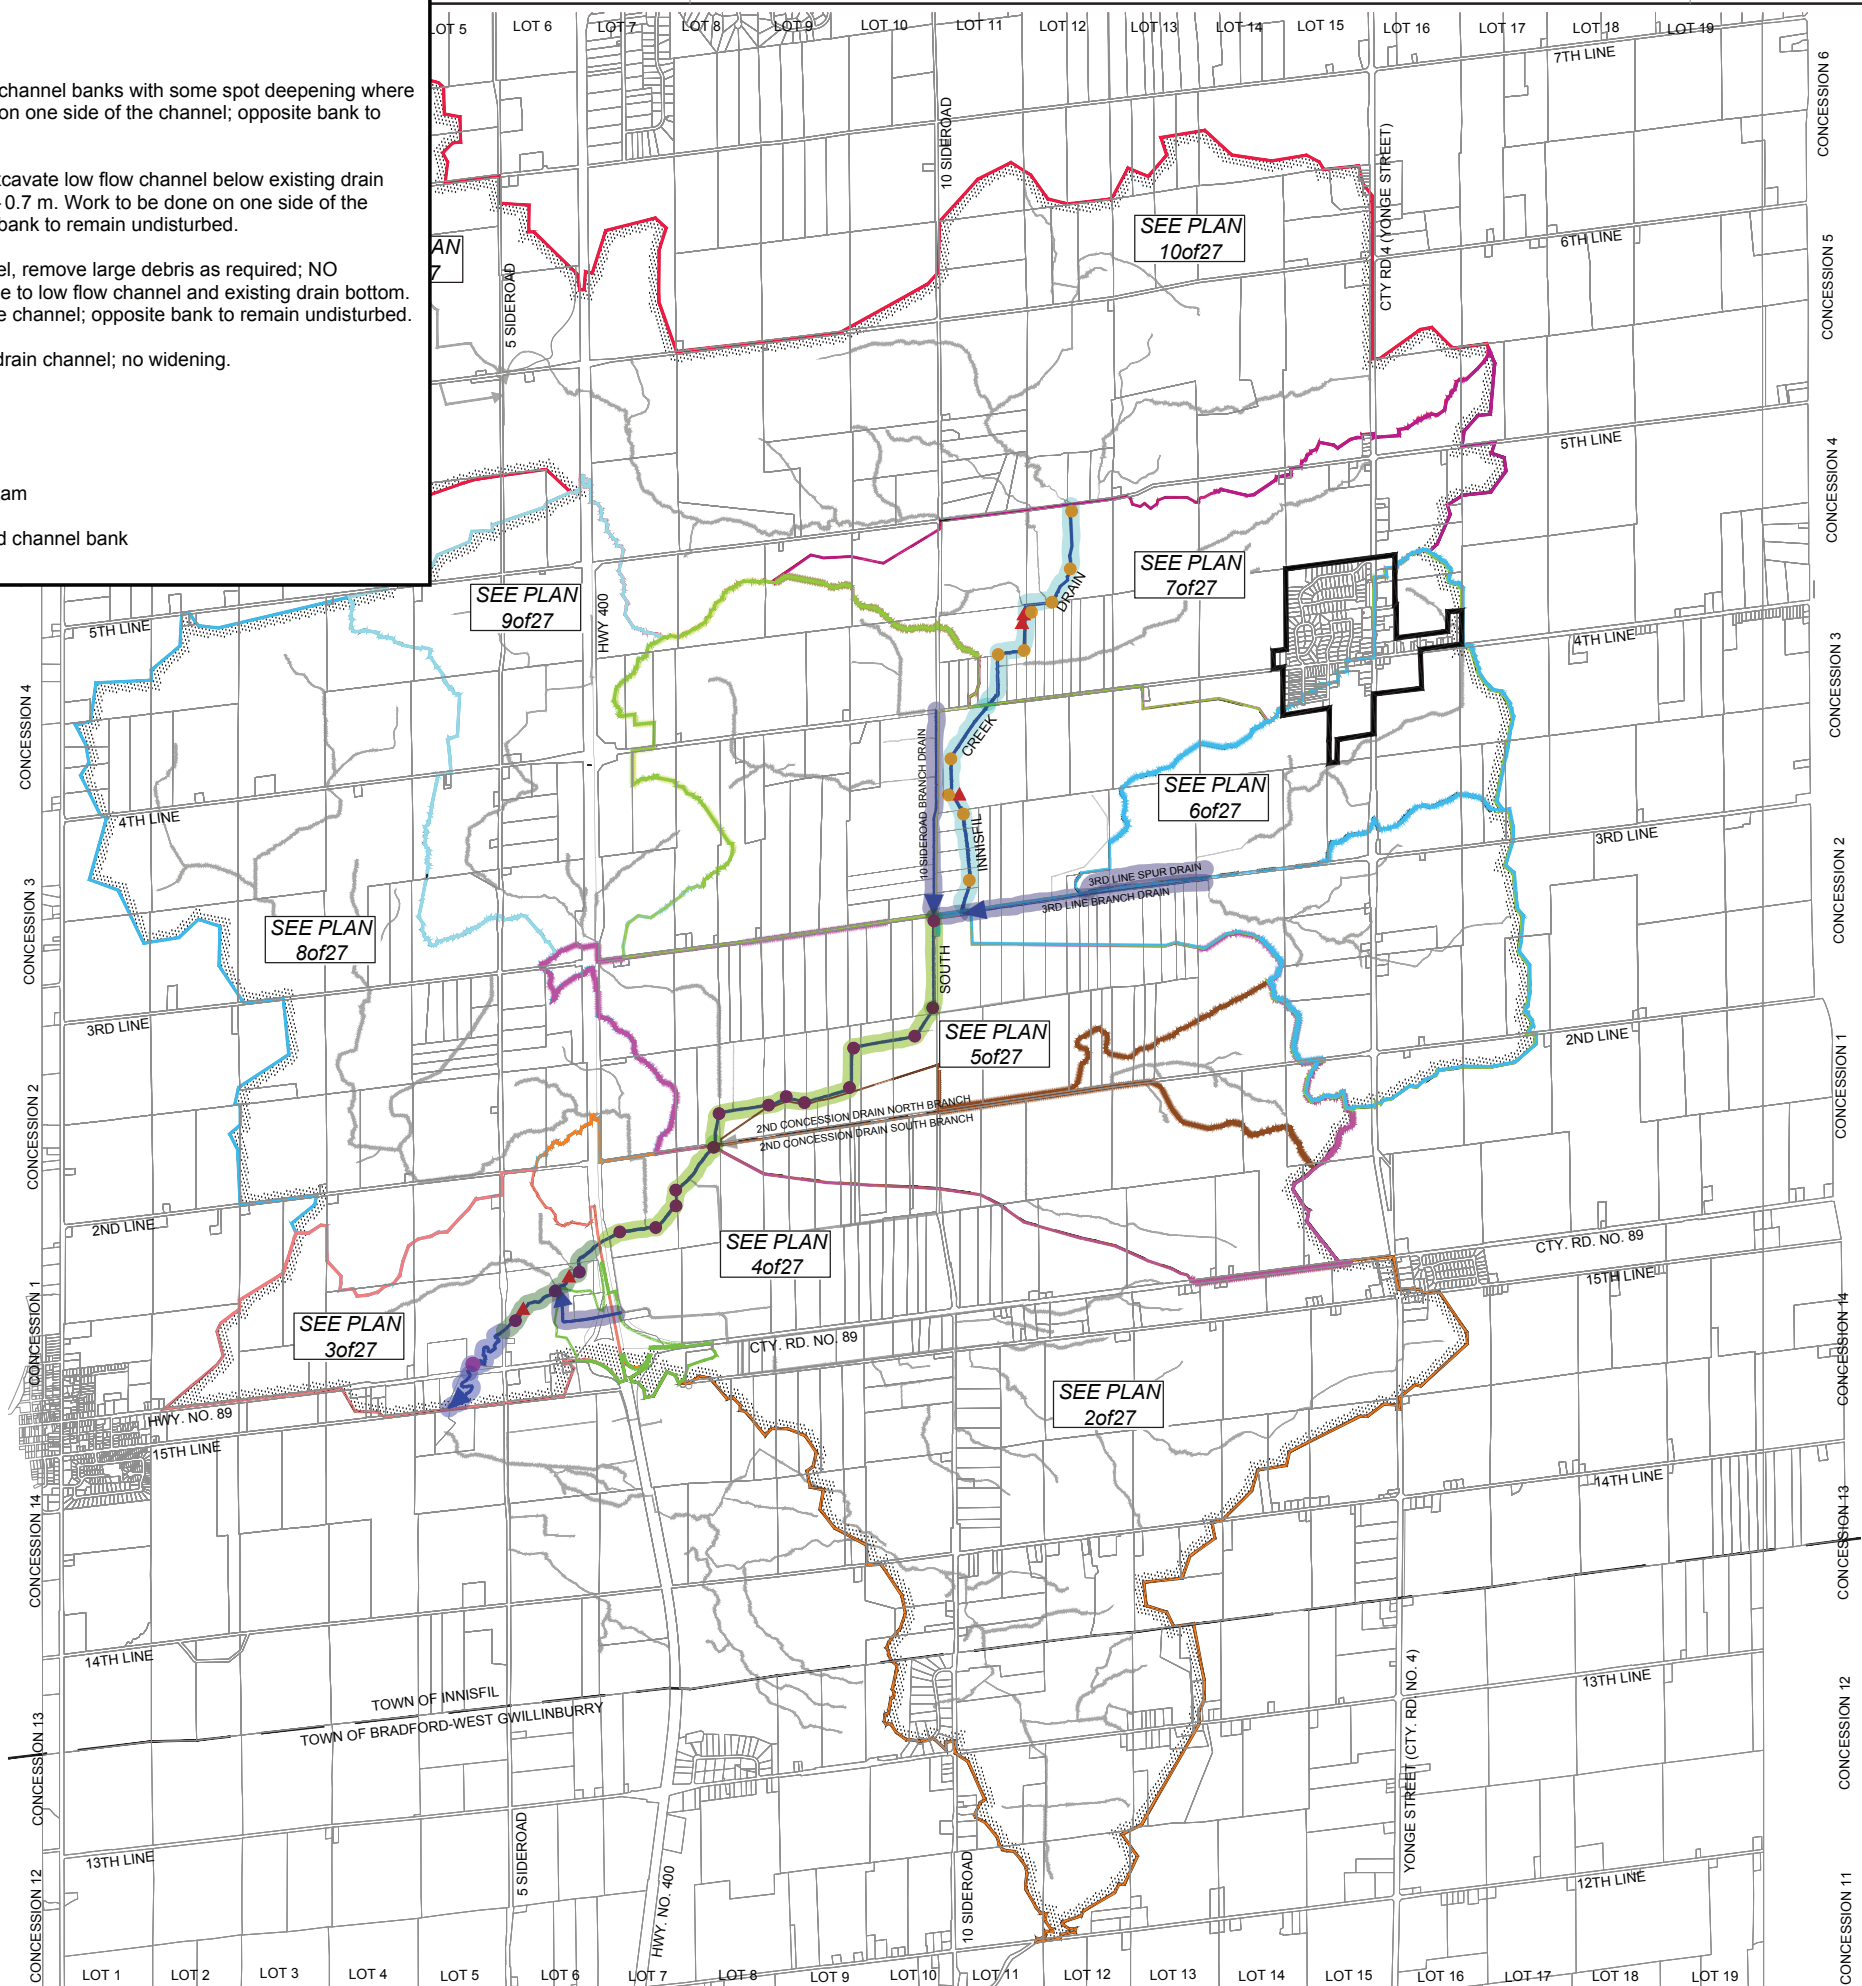 channel banks with some spot deepening where
on one side of the channel; opposite bank to
xcavate low flow channel below existing drain
0.7 m. Work to be done on one side of the
bank to remain undisturbed.
el, remove large debris as required; NO
e to low flow channel and existing drain bottom.
e channel; opposite bank to remain undisturbed.
drain channel; no widening.
am
d channel bank
LOT 5
LOT 6
LOT 7
LOT 8
LOT 9
LOT 10
LOT 11
LOT 12
LOT 13
LOT 14
LOT 15
LOT 16
LOT 17
LOT 18
LOT 19
7TH LINE
CONCESSION 6
10 SIDEROAD
CTY RD 4 (YONGE STREET)
SEE PLAN
10of27
6TH LINE
CONCESSION 5
AN
7
5 SIDEROAD
5TH LINE
CONCESSION 4
SEE PLAN
9of27
HWY 400
DRAIN
SEE PLAN
7of27
5TH LINE
4TH LINE
CONCESSION 3
CONCESSION 4
CREEK
10 SIDEROAD BRANCH DRAIN
INNISFIL
SEE PLAN
6of27
4TH LINE
3RD LINE
CONCESSION 2
3RD LINE SPUR DRAIN
3RD LINE BRANCH DRAIN
CONCESSION 3
SEE PLAN
8of27
SOUTH
3RD LINE
SEE PLAN
5of27
2ND LINE
CONCESSION 1
CONCESSION 2
2ND CONCESSION DRAIN NORTH BRANCH
2ND CONCESSION DRAIN SOUTH BRANCH
2ND LINE
SEE PLAN
4of27
CTY. RD. NO. 89
15TH LINE
CONCESSION 1
SEE PLAN
3of27
CTY. RD. NO. 89
CONCESSION 14
SEE PLAN
2of27
HWY. NO. 89
15TH LINE
14TH LINE
CONCESSION 14
CONCESSION 13
14TH LINE
TOWN OF INNISFIL
TOWN OF BRADFORD-WEST GWILLINBURRY
YONGE STREET (CTY. RD. NO. 4)
13TH LINE
CONCESSION 12
CONCESSION 13
5 SIDEROAD
HWY. NO. 400
10 SIDEROAD
13TH LINE
12TH LINE
CONCESSION 12
CONCESSION 11
LOT 1
LOT 2
LOT 3
LOT 4
LOT 5
LOT 6
LOT 7
LOT 8
LOT 9
LOT 10
LOT 11
LOT 12
LOT 13
LOT 14
LOT 15
LOT 16
LOT 17
LOT 18
LOT 19